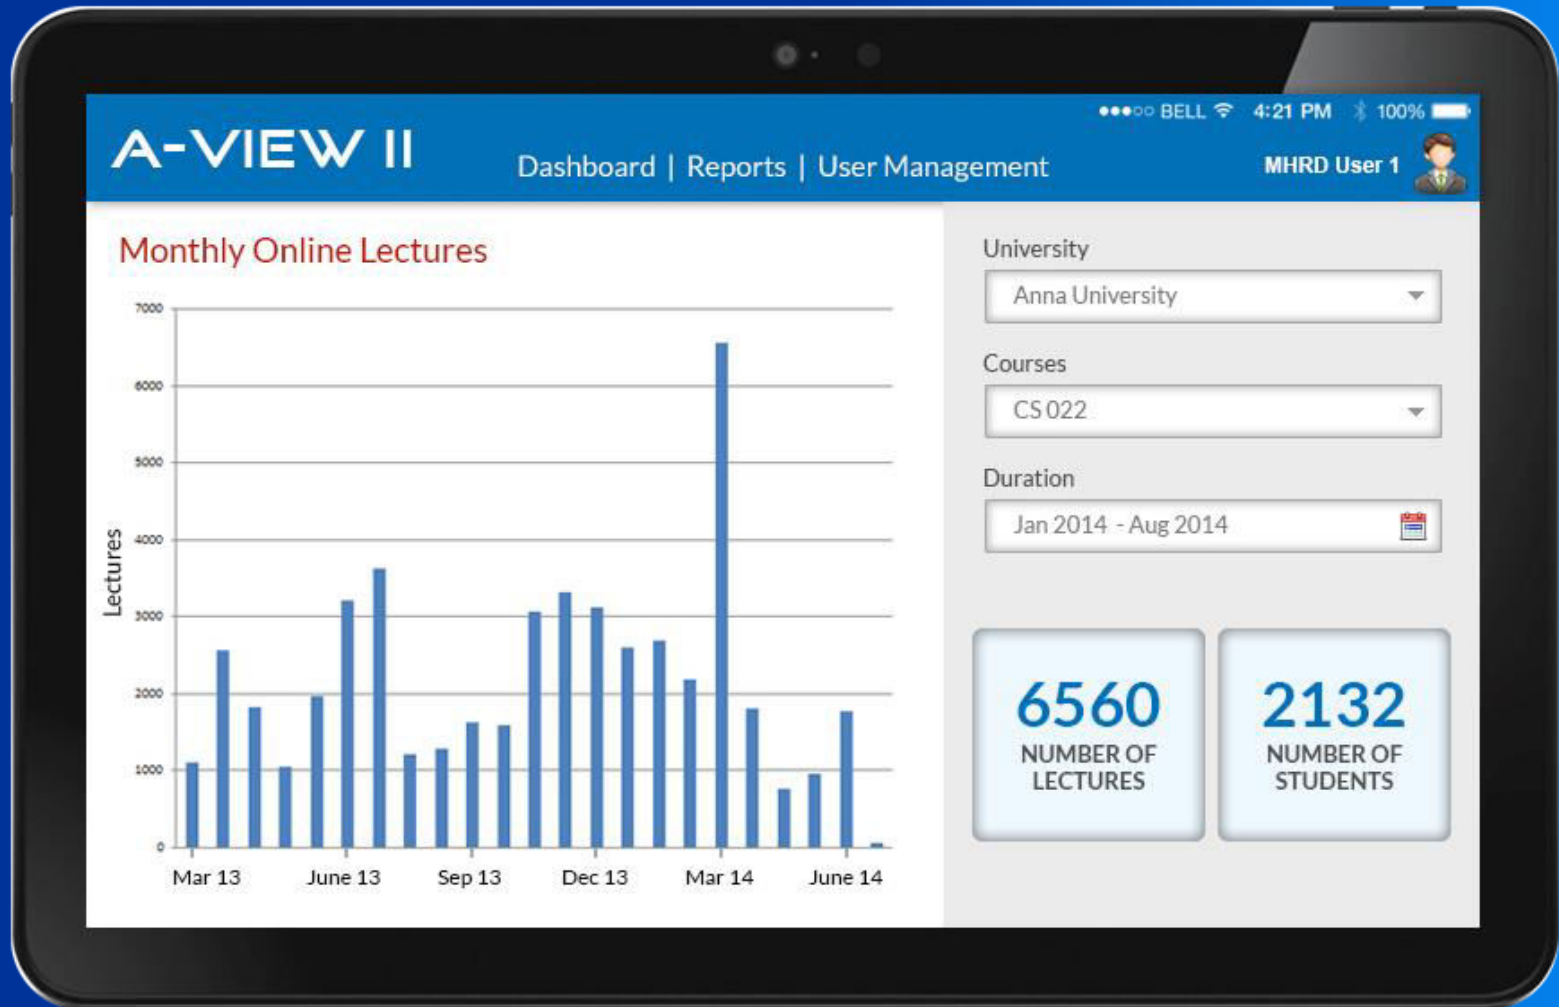 ●●●○○ BELL 4:21 PM 100%
A-VIEW II
Dashboard | Reports | User Management
MHRD User 1
Monthly Online Lectures
7000
6000
5000
4000
3000
2000
1000
0
Lectures
Mar 13 June 13 Sep 13 Dec 13 Mar 14 June 14
University
Anna University
Courses
CS 022
Duration
Jan 2014 - Aug 2014
6560
NUMBER OF
LECTURES
2132
NUMBER OF
STUDENTS